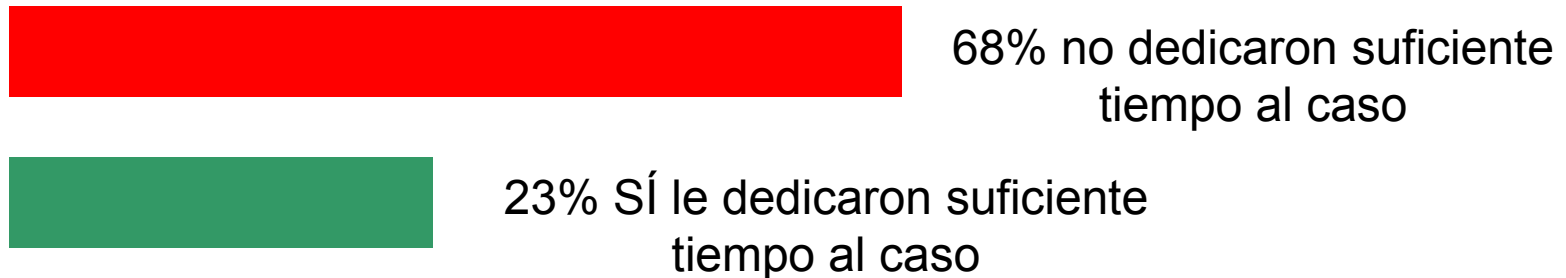 68% no dedicaron suficiente
tiempo al caso
23% SÍ le dedicaron suficiente
tiempo al caso